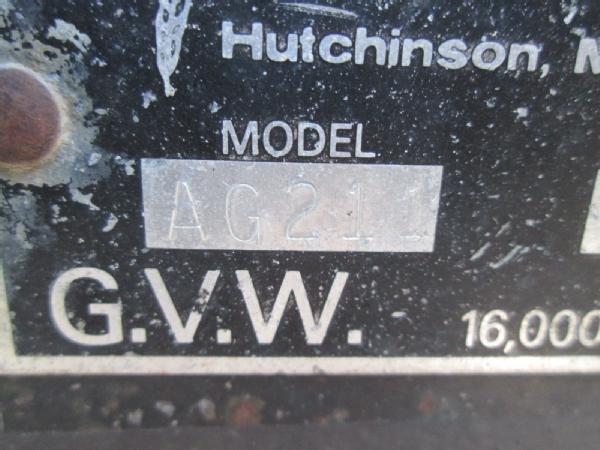 Hutchinson, M
MODEL
AG211
G.V.W. 16,000